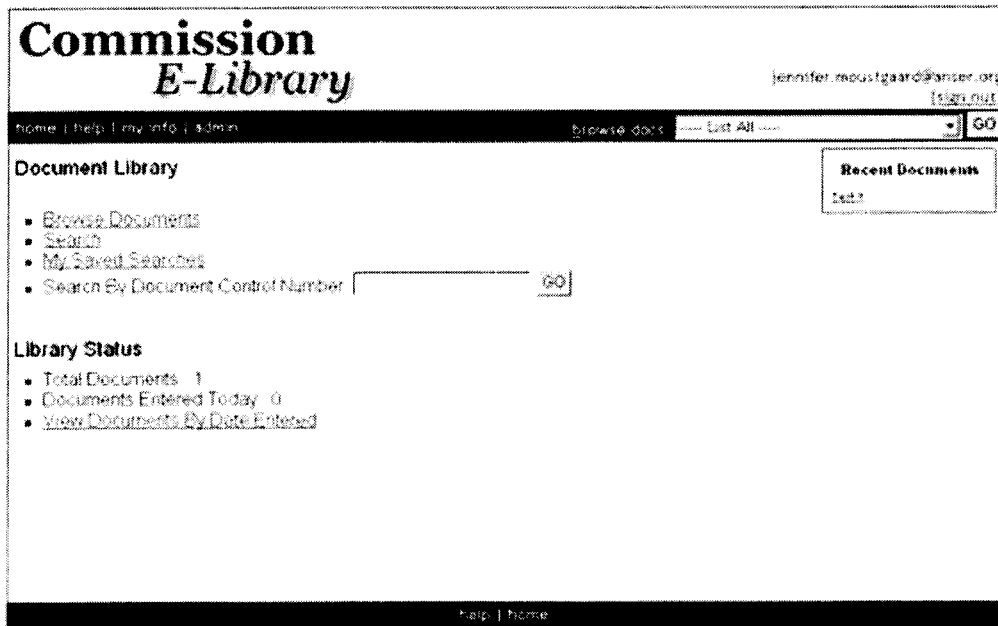 Commission
E-Library
jennifer.moustgaard@anser.org
[sign out]
home | help | my info | admin
browse docs ---- List All ---- GO
Document Library
Recent Documents
Browse Documents
Search
My Saved Searches
Search By Document Control Number GO
Library Status
Total Documents 1
Documents Entered Today 0
View Documents By Date Entered
help | home